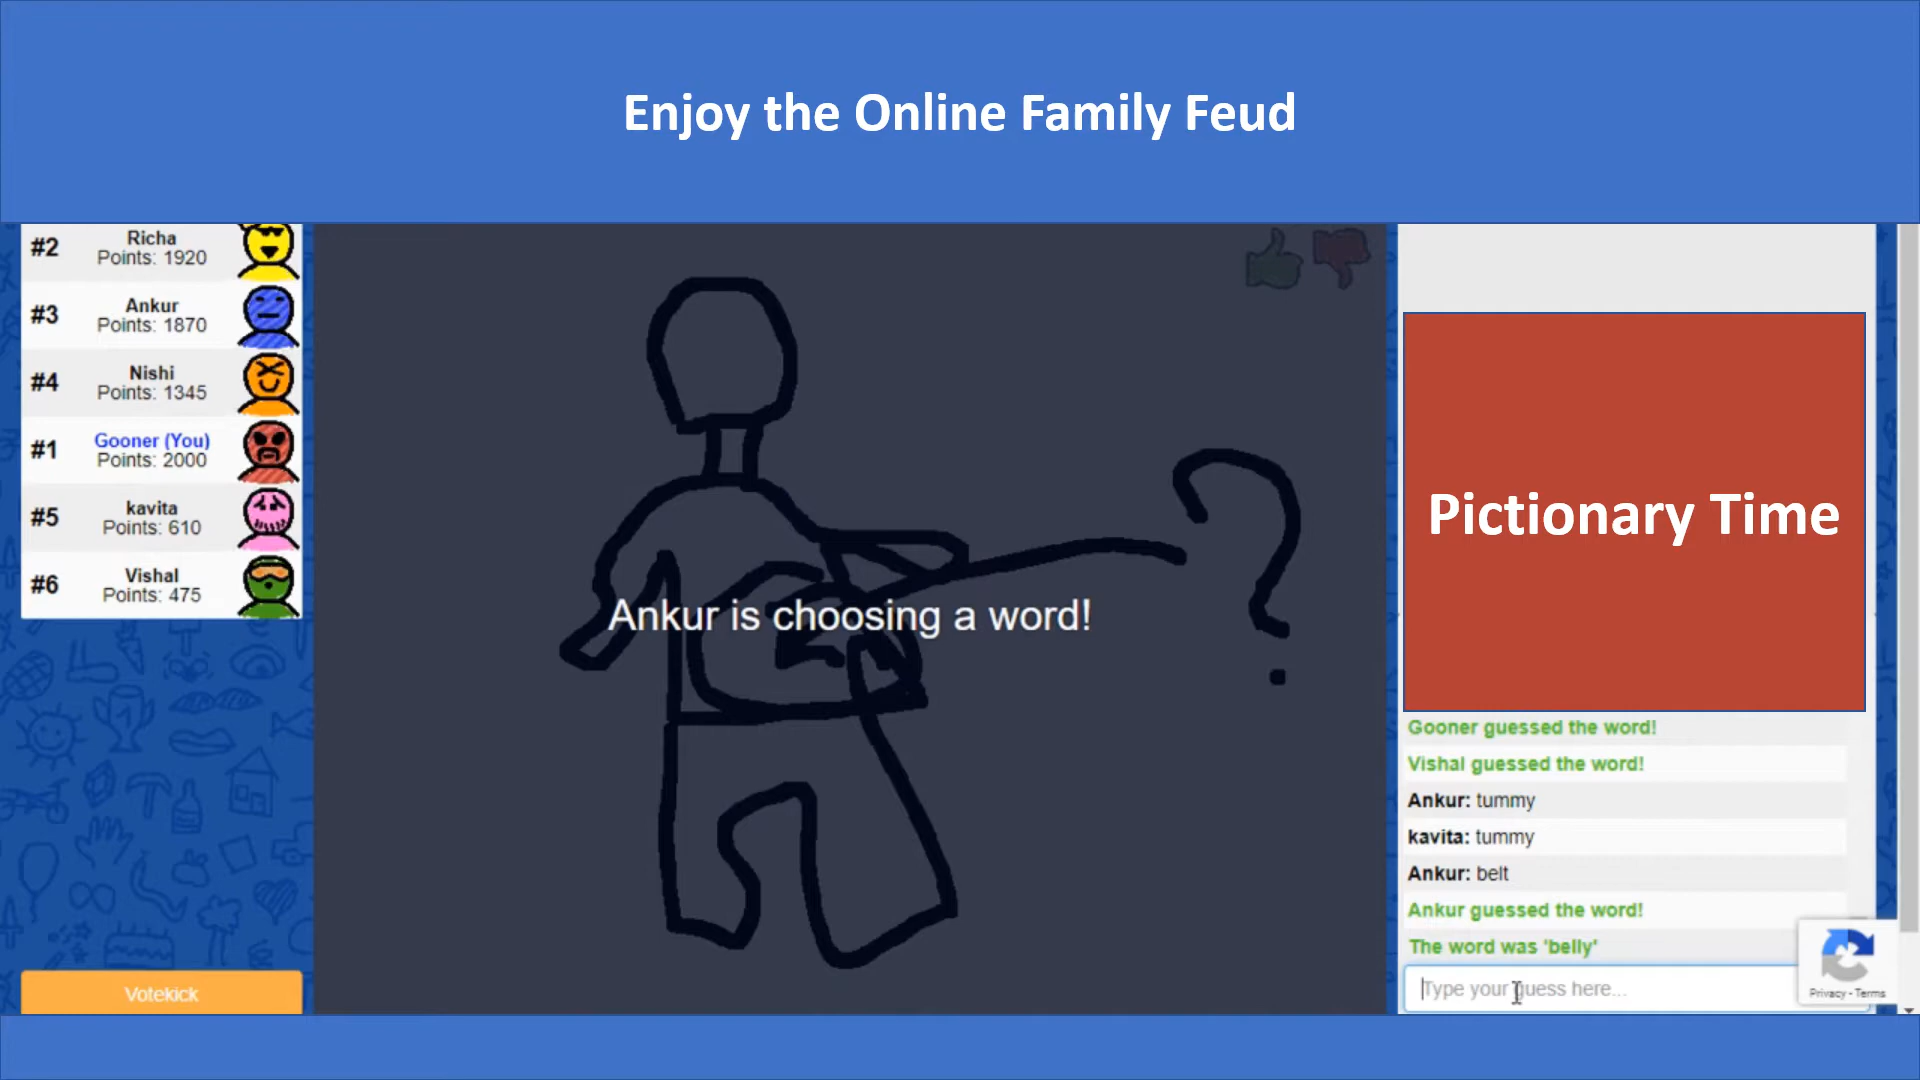 Enjoy the Online Family Feud
#2
Richa
Points: 1920
#3
Ankur
Points: 1870
#4
Nishi
Points: 1345
#1
Gooner (You)
Points: 2000
#5
kavita
Points: 610
#6
Vishal
Points: 475
Votekick
Ankur is choosing a word!
?
Pictionary Time
Gooner guessed the word!
Vishal guessed the word!
Ankur: tummy
kavita: tummy
Ankur: belt
Ankur guessed the word!
The word was 'belly'
Type your guess here...
Privacy - Terms